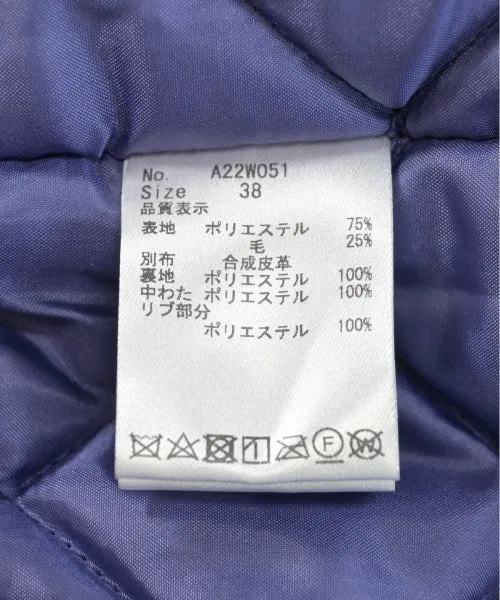 No. A22W051
Size 38
品質表示
表地 ポリエステル 75%
毛 25%
別布 合成皮革
裏地 ポリエステル 100%
中わた ポリエステル 100%
リブ部分
ポリエステル 100%
F W